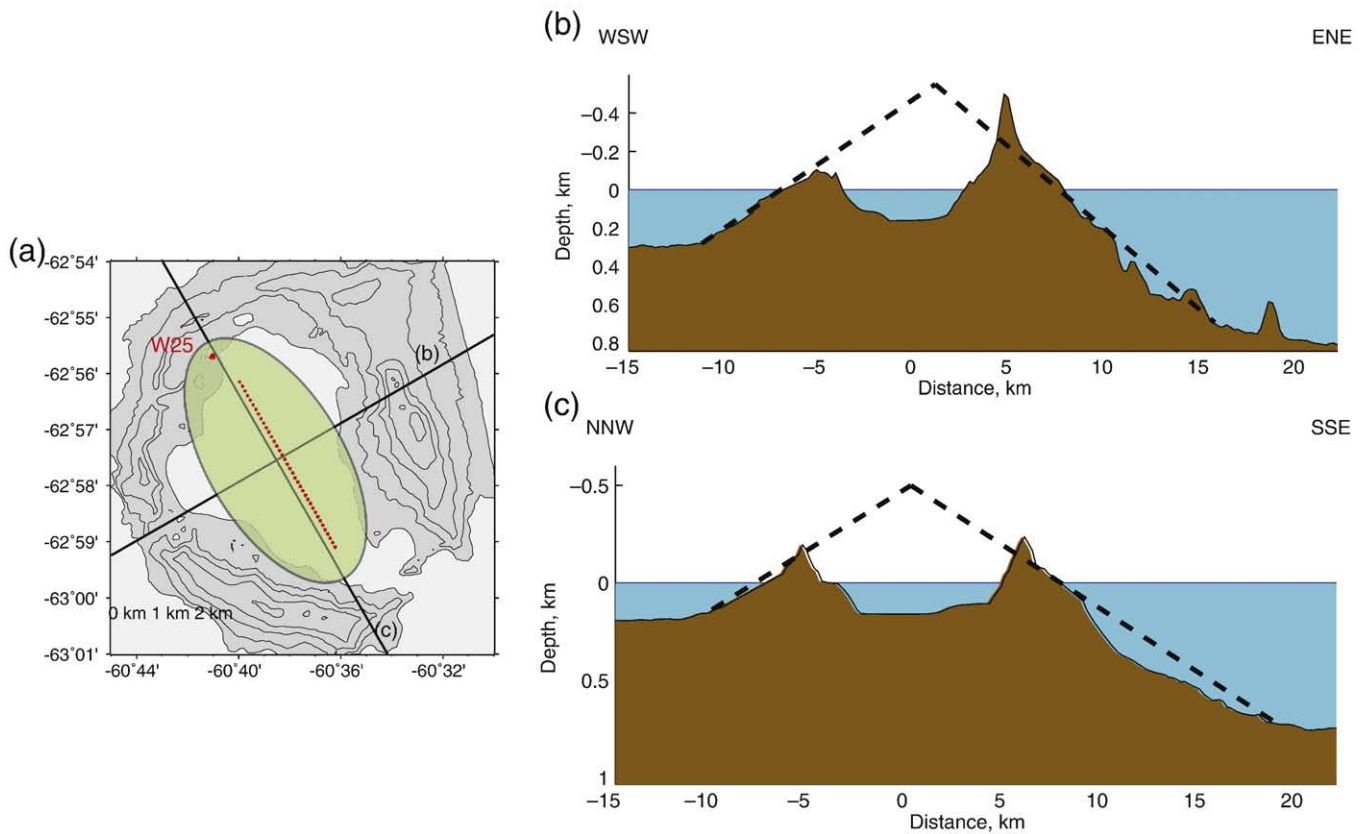 (a)
-62°54'
-62°55'
-62°56'
-62°57'
-62°58'
-62°59'
-63°00'
-63°01'
-60°44' -60°40' -60°36' -60°32'
W25
(b)
(c)
0 km 1 km 2 km
(b)
WSW ENE
Depth, km
–0.4
–0.2
0
0.2
0.4
0.6
0.8
–15 –10 –5 0 5 10 15 20
Distance, km
(c)
NNW SSE
Depth, km
–0.5
0
0.5
1
–15 –10 –5 0 5 10 15 20
Distance, km